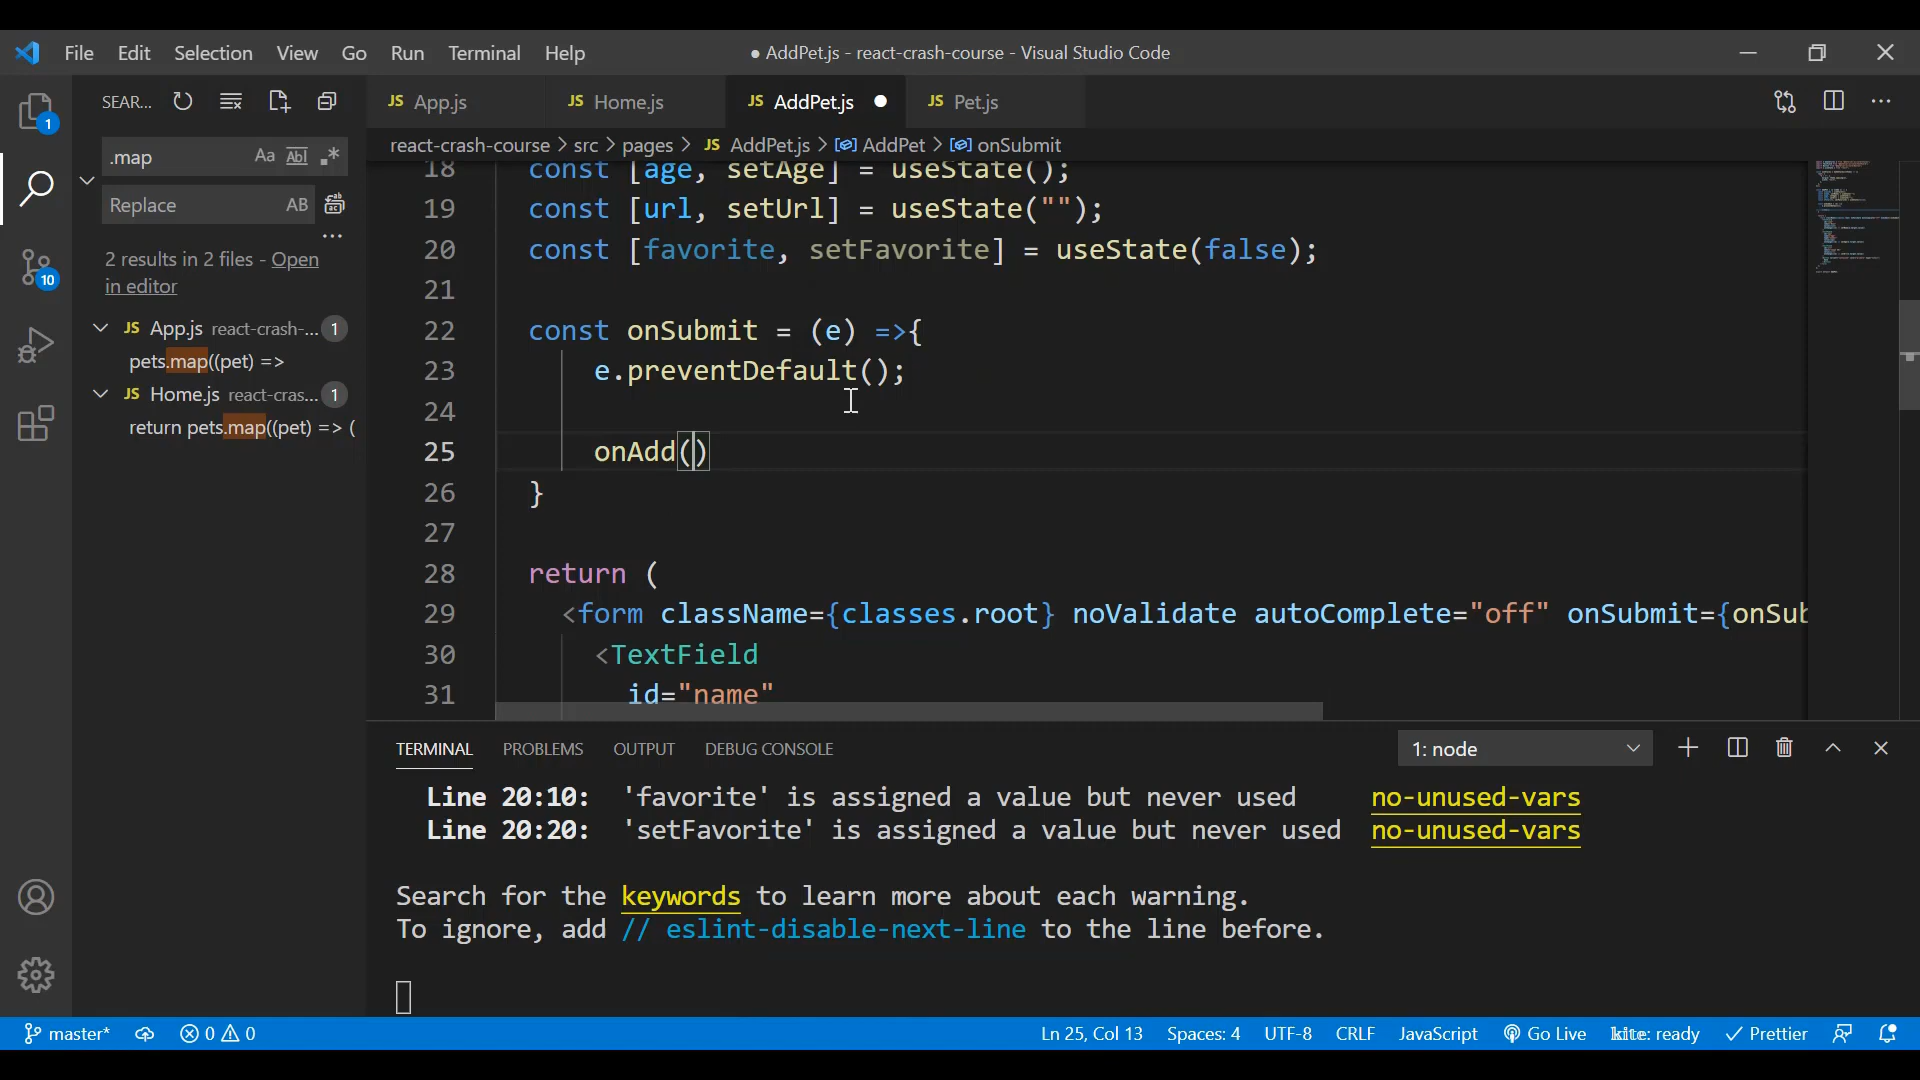 File Edit Selection View Go Run Terminal Help
● AddPet.js - react-crash-course - Visual Studio Code
SEAR...
JS App.js
JS Home.js
JS AddPet.js ●
JS Pet.js
react-crash-course > src > pages > JS AddPet.js > AddPet > onSubmit
1
.map
Aa Abl .*
Replace
AB
2 results in 2 files - Open
in editor
10
JS App.js react-crash-... 1
pets.map((pet) =>
JS Home.js react-cras... 1
return pets.map((pet) => (
18 const [age, setAge] = useState();
19 const [url, setUrl] = useState("");
20 const [favorite, setFavorite] = useState(false);
21
22 const onSubmit = (e) =>{
23 e.preventDefault();
24
25 onAdd()
26 }
27
28 return (
29 <form className={classes.root} noValidate autoComplete="off" onSubmit={onSub
30 <TextField
31 id="name"
TERMINAL PROBLEMS OUTPUT DEBUG CONSOLE
1: node
Line 20:10: 'favorite' is assigned a value but never used no-unused-vars
Line 20:20: 'setFavorite' is assigned a value but never used no-unused-vars
Search for the keywords to learn more about each warning.
To ignore, add // eslint-disable-next-line to the line before.
master* 0 0
Ln 25, Col 13 Spaces: 4 UTF-8 CRLF JavaScript Go Live kite: ready Prettier